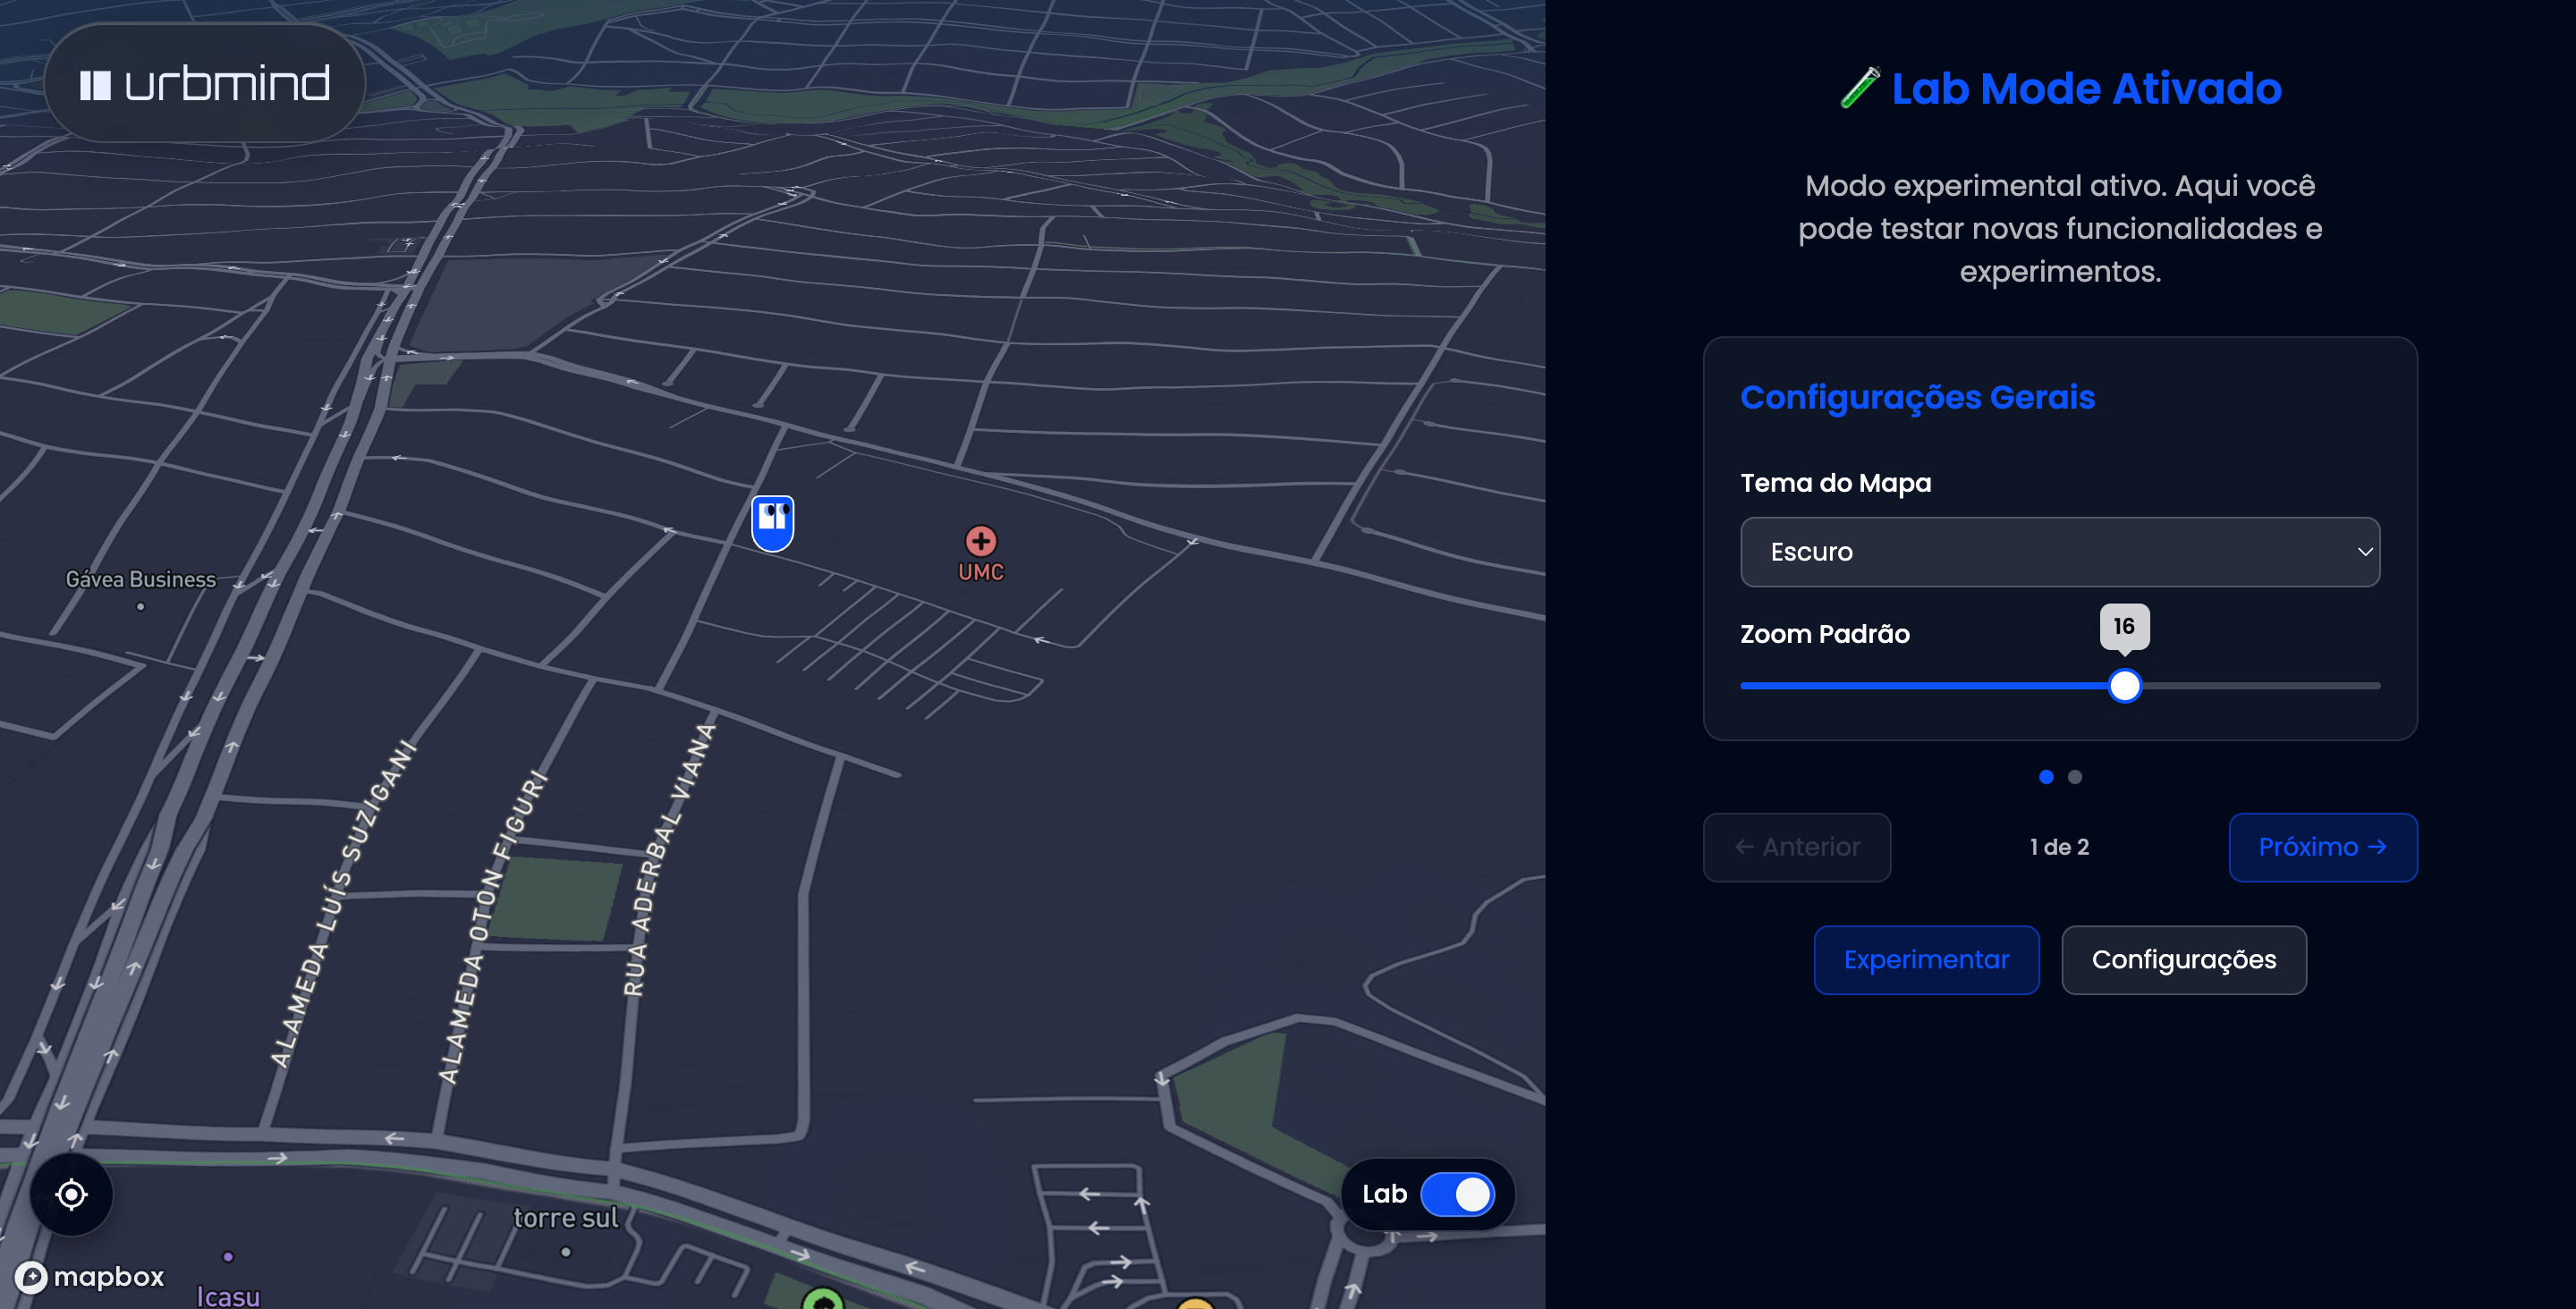 urbmind
Gávea Business
UMC
ALAMEDA LUÍS SUZIGANI
ALAMEDA OTON FIGURI
RUA ADERBAL VIANA
torre sul
Icasu
mapbox
Lab
Lab Mode Ativado
Modo experimental ativo. Aqui você
pode testar novas funcionalidades e
experimentos.
Configurações Gerais
Tema do Mapa
Escuro
Zoom Padrão
16
← Anterior
1 de 2
Próximo →
Experimentar
Configurações